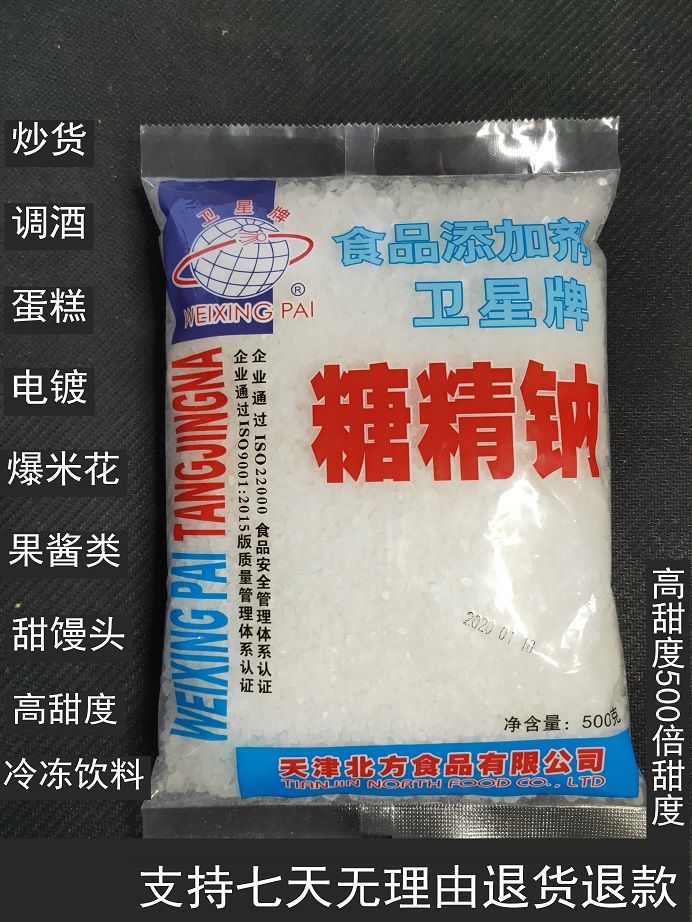 炒货
调酒
蛋糕
电镀
爆米花
果酱类
甜馒头
高甜度
冷冻饮料
卫星牌
WEIXING PAI
®
食品添加剂
卫星牌
糖精钠
WEIXING PAI TANGJINGNA
企业通过ISO22000食品安全管理体系认证
企业通过ISO9001:2015版质量管理体系认证
2020 01 18
净含量：500克
天津北方食品有限公司
TIANJIN NORTH FOOD CO., LTD
高甜度500倍甜度
支持七天无理由退货退款